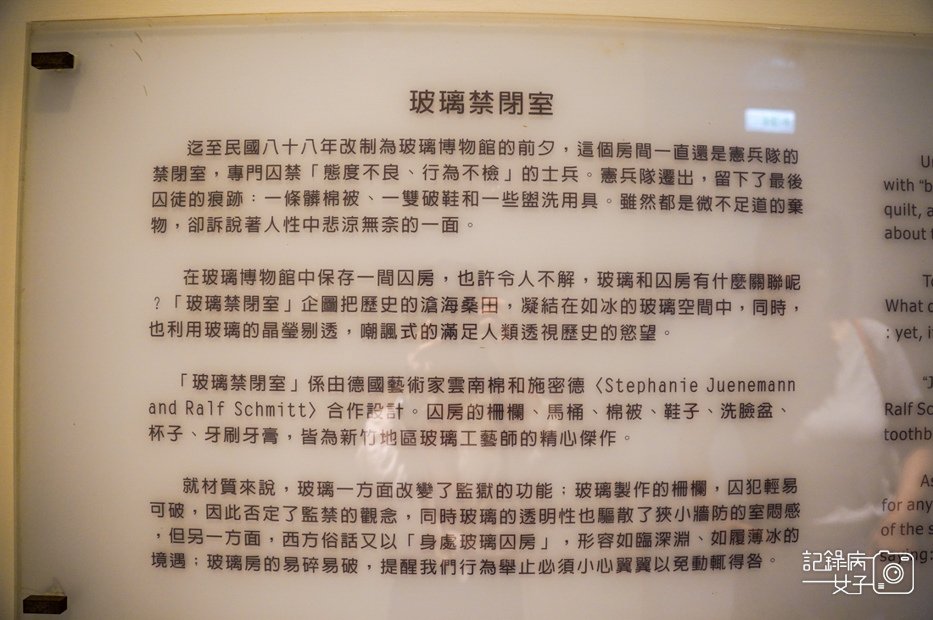 玻璃禁閉室
迄至民國八十八年改制為玻璃博物館的前夕，這個房間一直還是憲兵隊的
禁閉室，專門囚禁「態度不良、行為不檢」的士兵。憲兵隊遷出，留下了最後
囚徒的痕跡：一條髒棉被、一雙破鞋和一些盥洗用具。雖然都是微不足道的棄
物，卻訴說著人性中悲涼無奈的一面。
在玻璃博物館中保存一間囚房，也許令人不解，玻璃和囚房有什麼關聯呢
？「玻璃禁閉室」企圖把歷史的滄海桑田，凝結在如冰的玻璃空間中，同時，
也利用玻璃的晶瑩剔透，嘲諷式的滿足人類透視歷史的慾望。
「玻璃禁閉室」係由德國藝術家雲南棉和施密德〈Stephanie Juenemann
and Ralf Schmitt〉合作設計。囚房的柵欄、馬桶、棉被、鞋子、洗臉盆、
杯子、牙刷牙膏，皆為新竹地區玻璃工藝師的精心傑作。
就材質來說，玻璃一方面改變了監獄的功能；玻璃製作的柵欄，囚犯輕易
可破，因此否定了監禁的觀念，同時玻璃的透明性也驅散了狹小牆防的室悶感
，但另一方面，西方俗話又以「身處玻璃囚房」，形容如臨深淵、如履薄冰的
境遇；玻璃房的易碎易破，提醒我們行為舉止必須小心翼翼以免動輒得咎。
with "b
quilt, a
about t
What c
: yet, i
Ralf Sc
toothb
As
for any
of the s
記錄病
女子